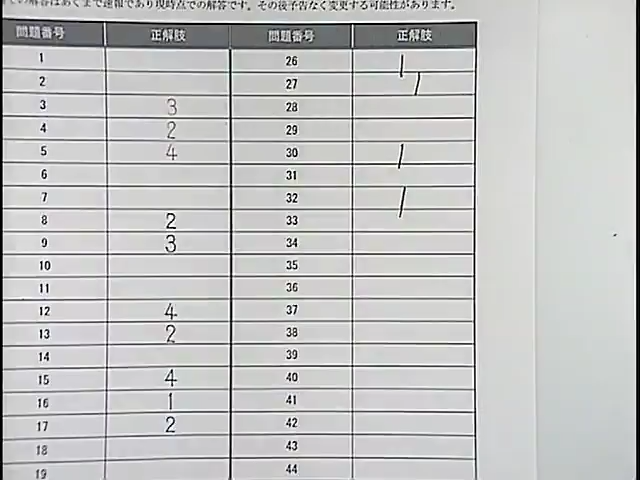 の解答はあくまで速報であり現時点での解答です。その後予告なく変更する可能性があります。
問題番号 正解肢 問題番号 正解肢
1 26 1
2 27 1
3 3 28
4 2 29
5 4 30 1
6 31
7 32 1
8 2 33
9 3 34
10 35
11 36
12 4 37
13 2 38
14 39
15 4 40
16 1 41
17 2 42
18 43
19 44